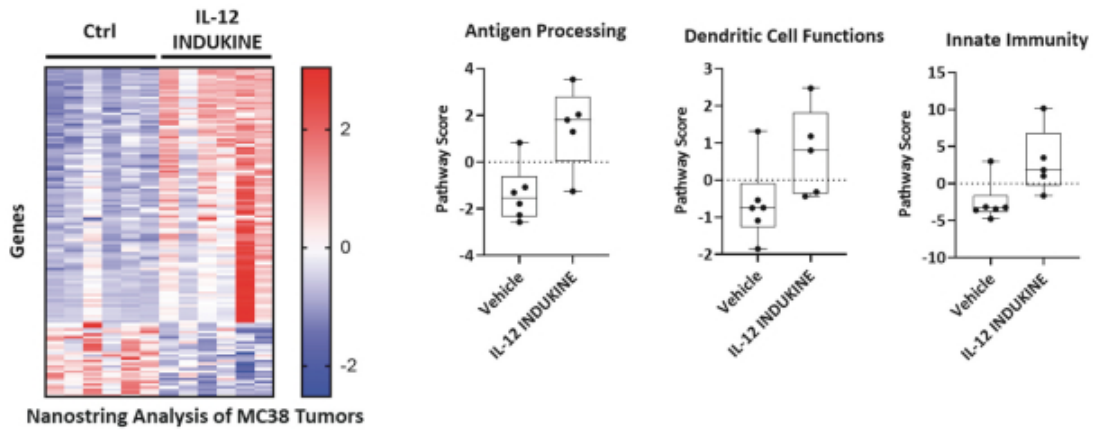 Ctrl
IL-12
INDUKINE
Genes
2
0
-2
Nanostring Analysis of MC38 Tumors
Antigen Processing
Pathway Score
4
2
0
-2
-4
Vehicle
IL-12 INDUKINE
Dendritic Cell Functions
Pathway Score
3
2
1
0
-1
-2
Vehicle
IL-12 INDUKINE
Innate Immunity
Pathway Score
15
10
5
0
-5
-10
Vehicle
IL-12 INDUKINE